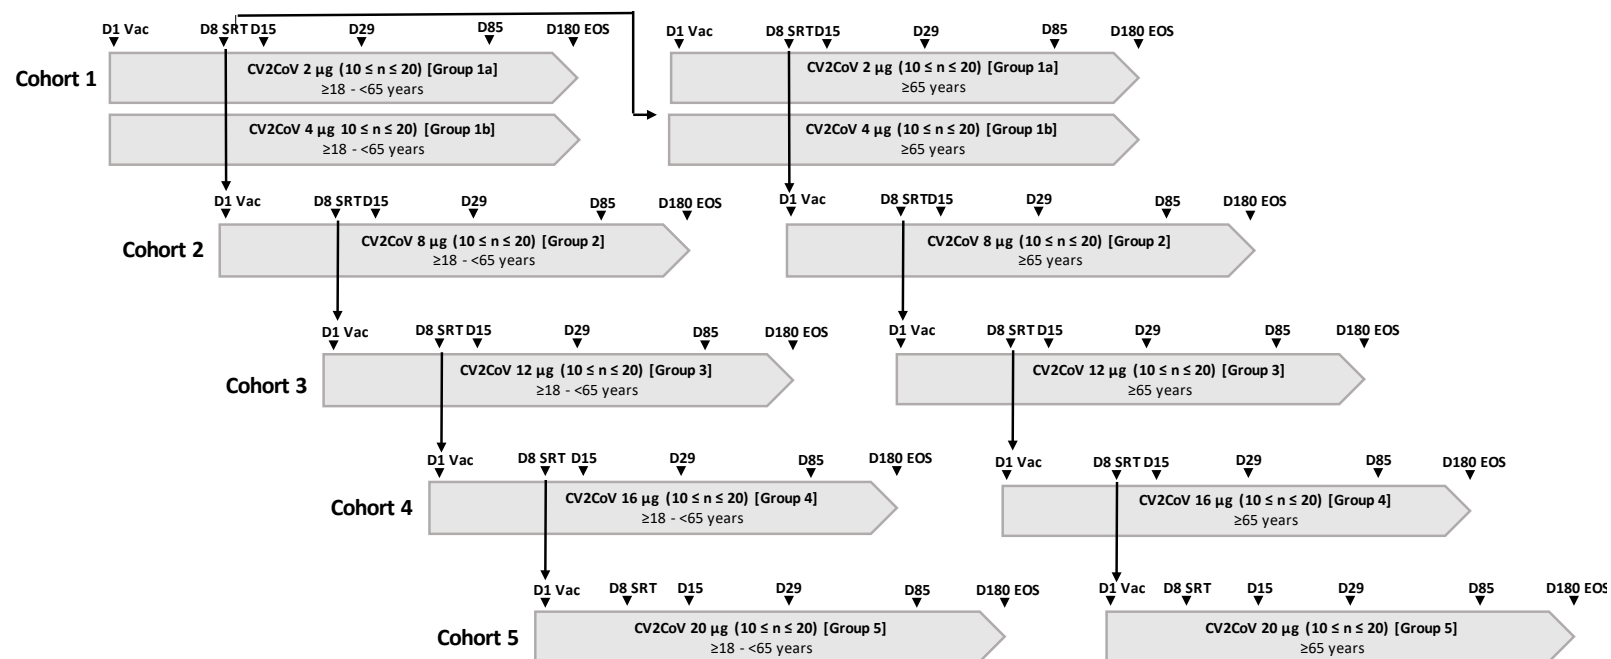 D1 Vac D8 SRT D15 D29 D85 D180 EOS
D1 Vac D8 SRT D15 D29 D85 D180 EOS
Cohort 1
CV2CoV 2 µg (10 ≤ n ≤ 20) [Group 1a]
≥18 - <65 years
CV2CoV 2 µg (10 ≤ n ≤ 20) [Group 1a]
≥65 years
CV2CoV 4 µg 10 ≤ n ≤ 20) [Group 1b]
≥18 - <65 years
CV2CoV 4 µg (10 ≤ n ≤ 20) [Group 1b]
≥65 years
D1 Vac D8 SRT D15 D29 D85 D180 EOS
D1 Vac D8 SRT D15 D29 D85 D180 EOS
Cohort 2
CV2CoV 8 µg (10 ≤ n ≤ 20) [Group 2]
≥18 - <65 years
CV2CoV 8 µg (10 ≤ n ≤ 20) [Group 2]
≥65 years
D1 Vac D8 SRT D15 D29 D85 D180 EOS
D1 Vac D8 SRT D15 D29 D85 D180 EOS
Cohort 3
CV2CoV 12 µg (10 ≤ n ≤ 20) [Group 3]
≥18 - <65 years
CV2CoV 12 µg (10 ≤ n ≤ 20) [Group 3]
≥65 years
D1 Vac D8 SRT D15 D29 D85 D180 EOS
D1 Vac D8 SRT D15 D29 D85 D180 EOS
Cohort 4
CV2CoV 16 µg (10 ≤ n ≤ 20) [Group 4]
≥18 - <65 years
CV2CoV 16 µg (10 ≤ n ≤ 20) [Group 4]
≥65 years
D1 Vac D8 SRT D15 D29 D85 D180 EOS
D1 Vac D8 SRT D15 D29 D85 D180 EOS
Cohort 5
CV2CoV 20 µg (10 ≤ n ≤ 20) [Group 5]
≥18 - <65 years
CV2CoV 20 µg (10 ≤ n ≤ 20) [Group 5]
≥65 years